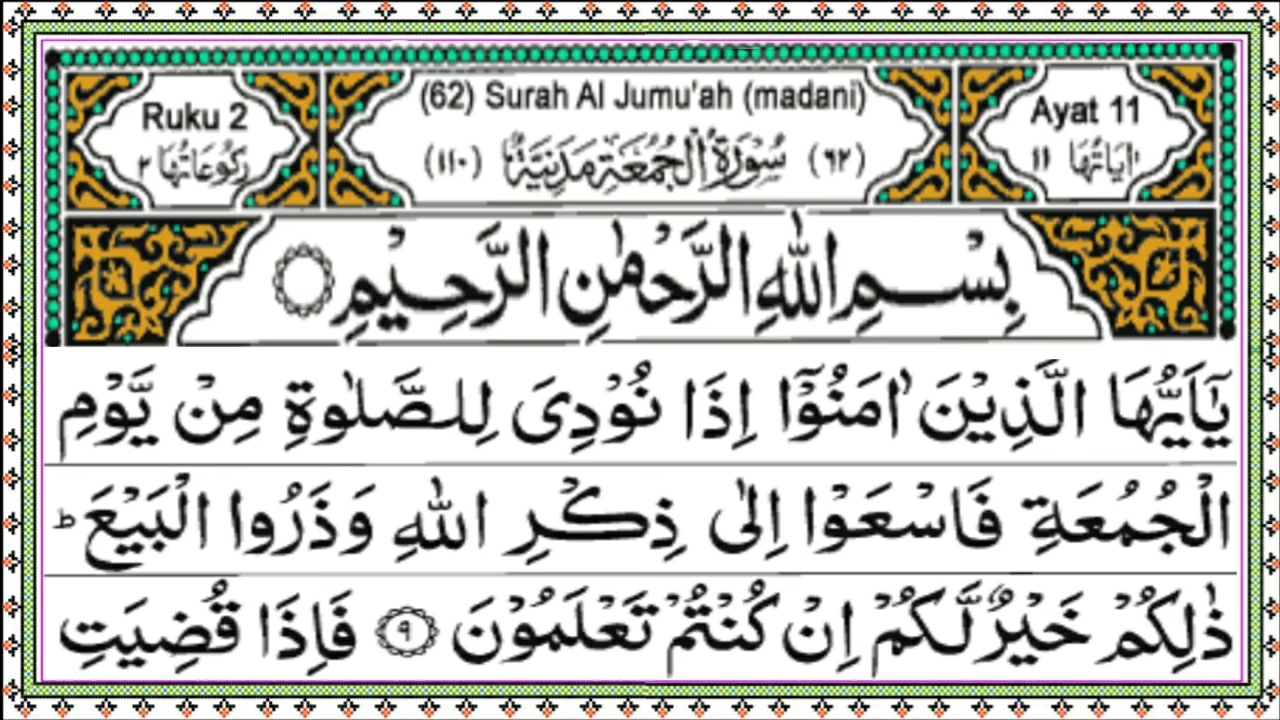 Ruku 2
رَكُوْعَاتُهَا ٢
(62) Surah Al Jumu'ah (madani)
(٦٢) سُوْرَةُ الْجُمُعَةِ مَدَنِيَّةٌ (١١٠)
Ayat 11
اٰيَاتُهَا ١١
بِسْمِ اللّٰهِ الرَّحْمٰنِ الرَّحِيْمِ
يٰۤاَيُّهَا الَّذِيْنَ اٰمَنُوْۤا اِذَا نُوْدِىَ لِلصَّلٰوةِ مِنْ يَّوْمِ
الْجُمُعَةِ فَاسْعَوْا اِلٰى ذِكْرِ اللّٰهِ وَذَرُوا الْبَيْعَ ؕ
ذٰلِكُمْ خَيْرٌ لَّكُمْ اِنْ كُنْتُمْ تَعْلَمُوْنَ ۹ فَاِذَا قُضِيَتِ